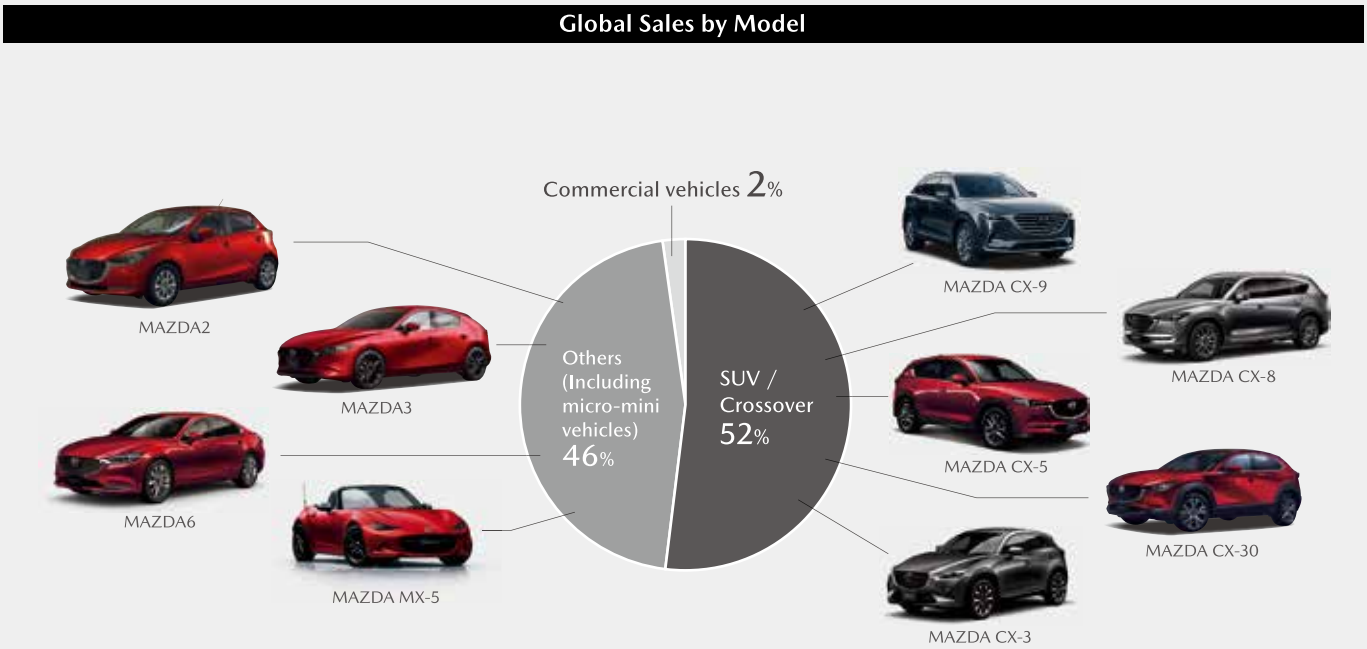 Global Sales by Model
Commercial vehicles 2%
MAZDA2
MAZDA3
MAZDA6
MAZDA MX-5
Others
(Including
micro-mini
vehicles)
46%
SUV /
Crossover
52%
MAZDA CX-9
MAZDA CX-8
MAZDA CX-5
MAZDA CX-30
MAZDA CX-3